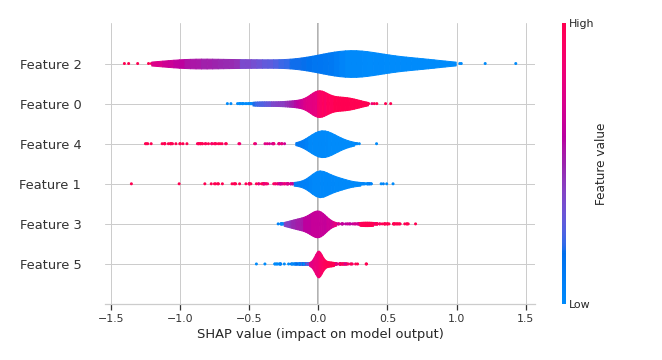 High
Feature 2
Feature 0
Feature 4
Feature 1
Feature 3
Feature 5
Feature value
Low
−1.5 −1.0 −0.5 0.0 0.5 1.0 1.5
SHAP value (impact on model output)